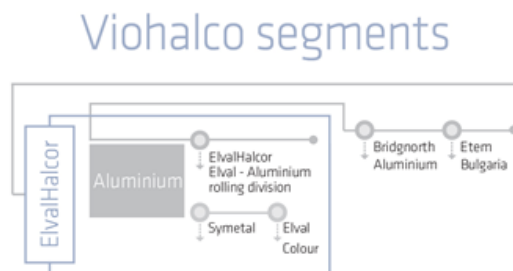 Viohalco segments
ElvalHalcor
Aluminium
ElvalHalcor
Elval - Aluminium
rolling division
Bridgnorth
Aluminium
Etem
Bulgaria
Symetal
Elval
Colour